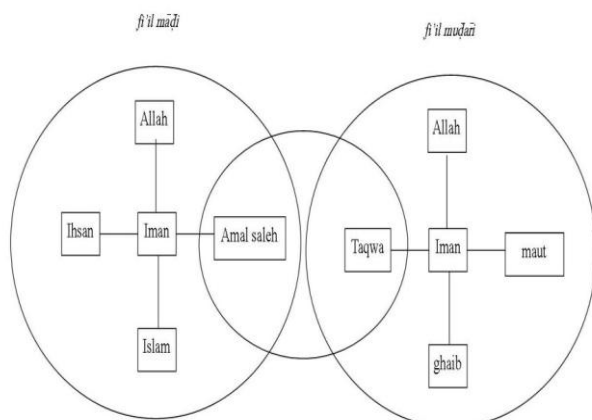 fi'il māḍi
fi'il muḍari
Allah
Ihsan
Iman
Amal saleh
Islam
Allah
Taqwa
Iman
maut
ghaib